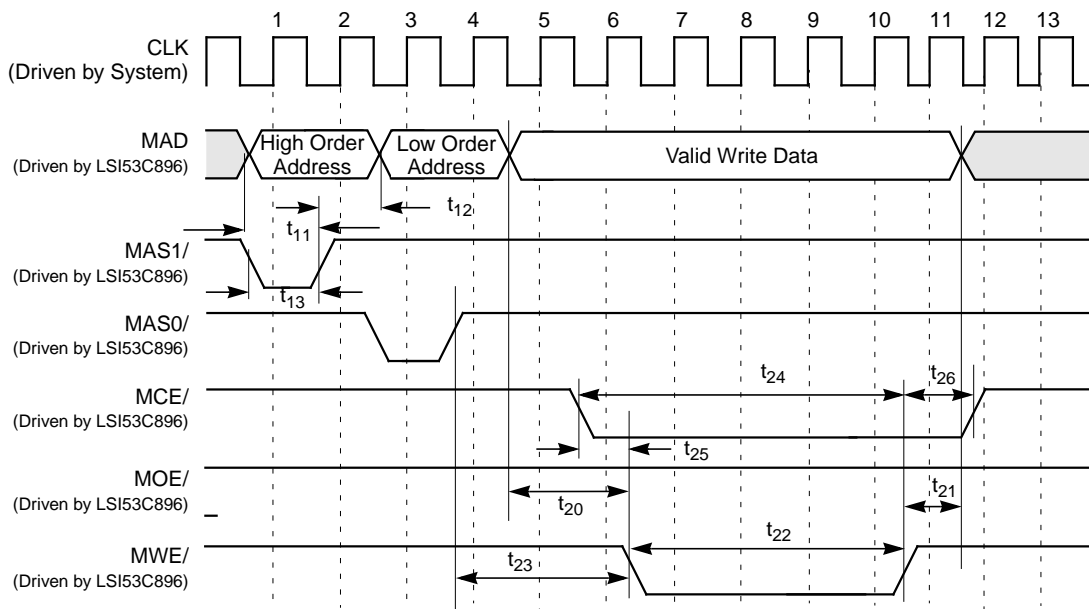 1 2 3 4 5 6 7 8 9 10 11 12 13
CLK
(Driven by System)
MAD
(Driven by LSI53C896)
High Order
Address
Low Order
Address
Valid Write Data
t12
t11
MAS1/
(Driven by LSI53C896)
t13
MAS0/
(Driven by LSI53C896)
t24
t26
MCE/
(Driven by LSI53C896)
t25
MOE/
(Driven by LSI53C896)
t20
t21
t22
MWE/
(Driven by LSI53C896)
t23